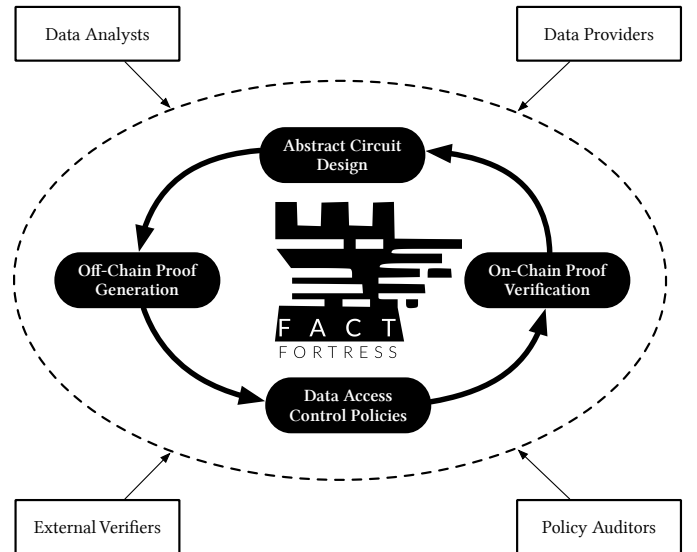 Data Analysts
Data Providers
Abstract Circuit
Design
Off-Chain Proof
Generation
On-Chain Proof
Verification
FACT
FORTRESS
Data Access
Control Policies
External Verifiers
Policy Auditors